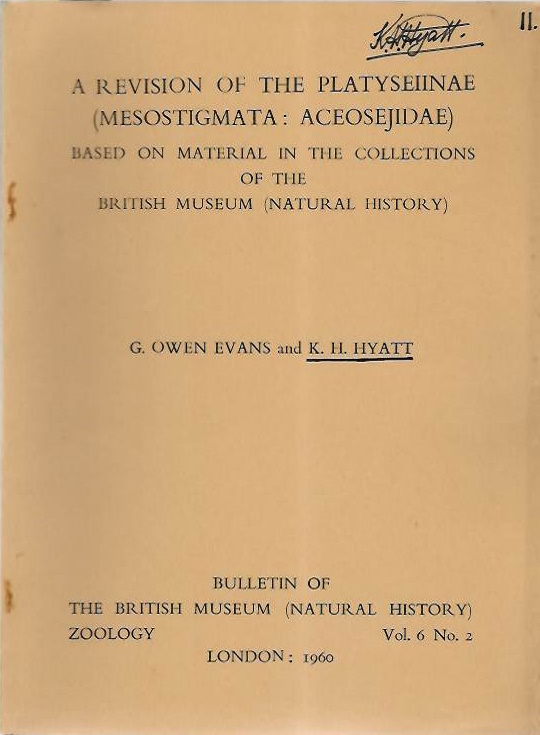 K.H.Hyatt.
11.
A REVISION OF THE PLATYSEIINAE
(MESOSTIGMATA: ACEOSEJIDAE)
BASED ON MATERIAL IN THE COLLECTIONS
OF THE
BRITISH MUSEUM (NATURAL HISTORY)
G. OWEN EVANS and K. H. HYATT
BULLETIN OF
THE BRITISH MUSEUM (NATURAL HISTORY)
ZOOLOGY Vol. 6 No. 2
LONDON: 1960